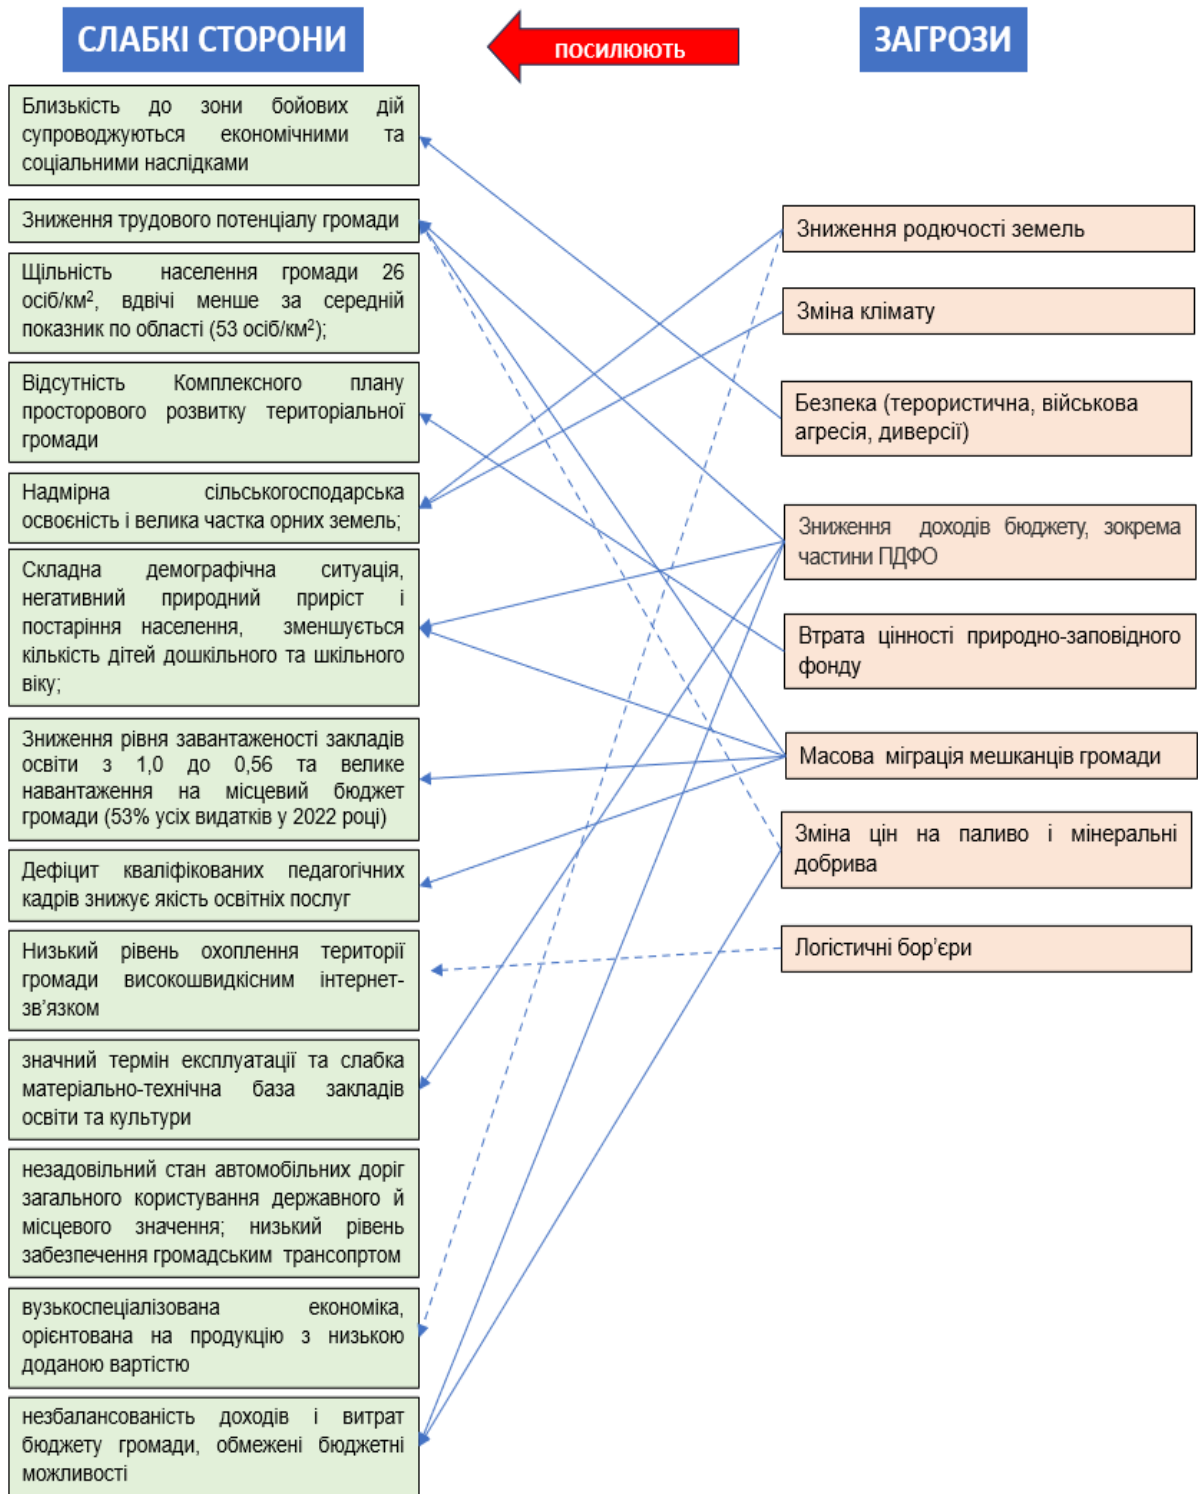 СЛАБКІ СТОРОНИ
ПОСИЛЮЮТЬ
ЗАГРОЗИ
Близькість до зони бойових дій
супроводжуються економічними та
соціальними наслідками
Зниження трудового потенціалу громади
Щільність населення громади 26
осіб/км², вдвічі менше за середній
показник по області (53 осіб/км²);
Відсутність Комплексного плану
просторового розвитку територіальної
громади
Надмірна сільськогосподарська
освоєність і велика частка орних земель;
Складна демографічна ситуація,
негативний природний приріст і
постаріння населення, зменшується
кількість дітей дошкільного та шкільного
віку;
Зниження рівня завантаженості закладів
освіти з 1,0 до 0,56 та велике
навантаження на місцевий бюджет
громади (53% усіх видатків у 2022 році)
Дефіцит кваліфікованих педагогічних
кадрів знижує якість освітніх послуг
Низький рівень охоплення території
громади високошвидкісним інтернет-
зв’язком
значний термін експлуатації та слабка
матеріально-технічна база закладів
освіти та культури
незадовільний стан автомобільних доріг
загального користування державного й
місцевого значення; низький рівень
забезпечення громадським трансопртом
вузькоспеціалізована економіка,
орієнтована на продукцію з низькою
доданою вартістю
незбалансованість доходів і витрат
бюджету громади, обмежені бюджетні
можливості
Зниження родючості земель
Зміна клімату
Безпека (терористична, військова
агресія, диверсії)
Зниження доходів бюджету, зокрема
частини ПДФО
Втрата цінності природно-заповідного
фонду
Масова міграція мешканців громади
Зміна цін на паливо і мінеральні
добрива
Логістичні бор’єри